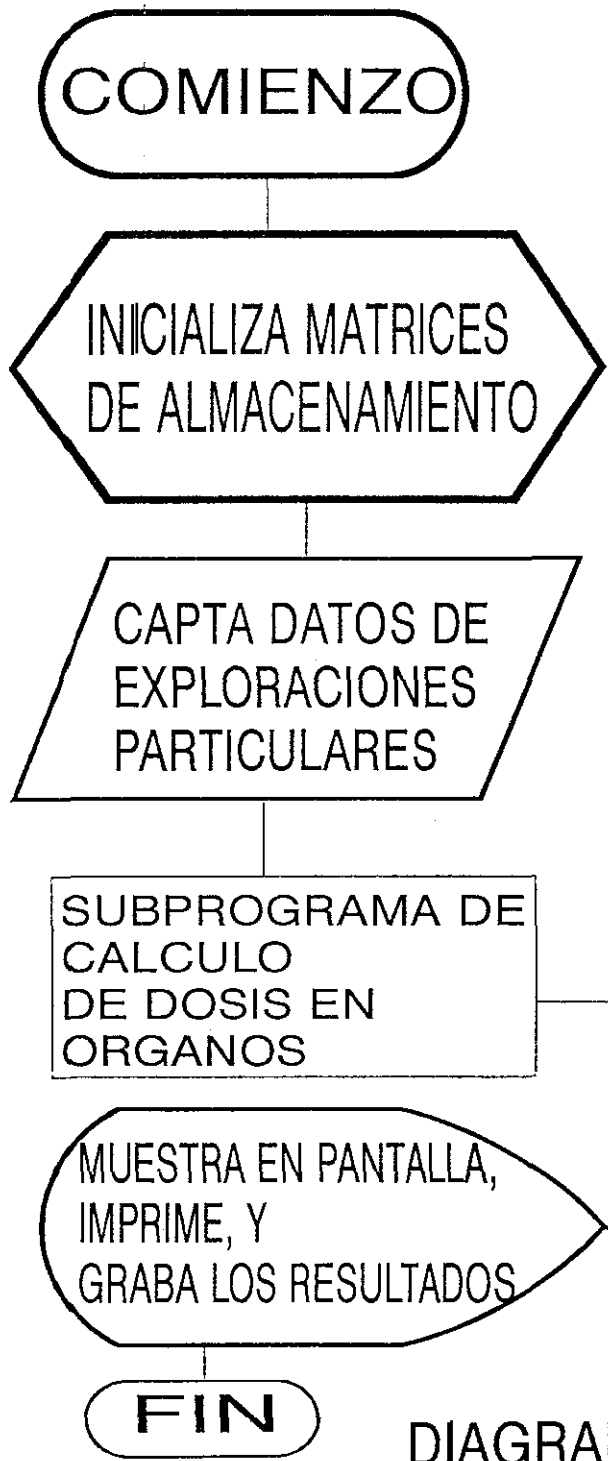 COMIENZO
INICIALIZA MATRICES
DE ALMACENAMIENTO
CAPTA DATOS DE
EXPLORACIONES
PARTICULARES
SUBPROGRAMA DE
CALCULO
DE DOSIS EN
ORGANOS
MUESTRA EN PANTALLA,
IMPRIME, Y
GRABA LOS RESULTADOS
FIN